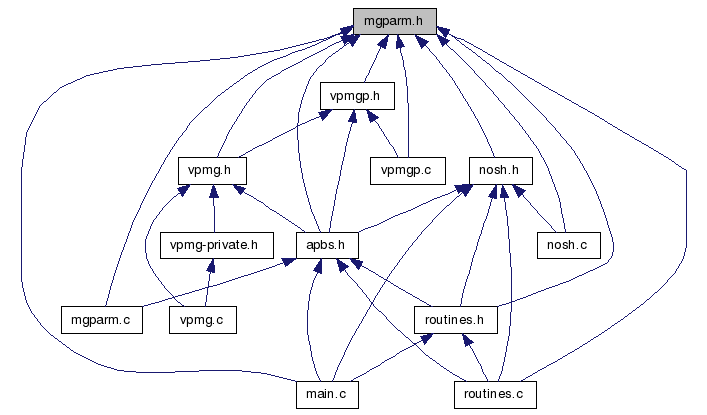 mgparm.h
vpmgp.h
vpmg.h
vpmgp.c
nosh.h
vpmg-private.h
apbs.h
nosh.c
mgparm.c
vpmg.c
routines.h
main.c
routines.c